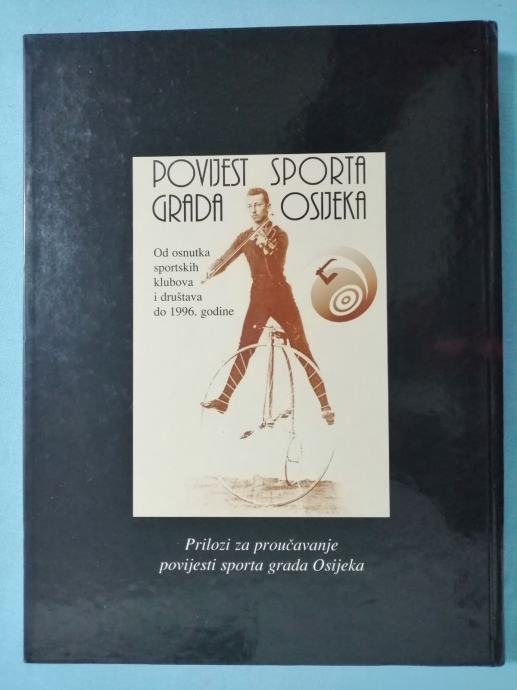 POVIJEST SPORTA
GRADA OSIJEKA
Od osnutka
sportskih
klubova
i društava
do 1996. godine
Prilozi za proučavanje
povijesti sporta grada Osijeka